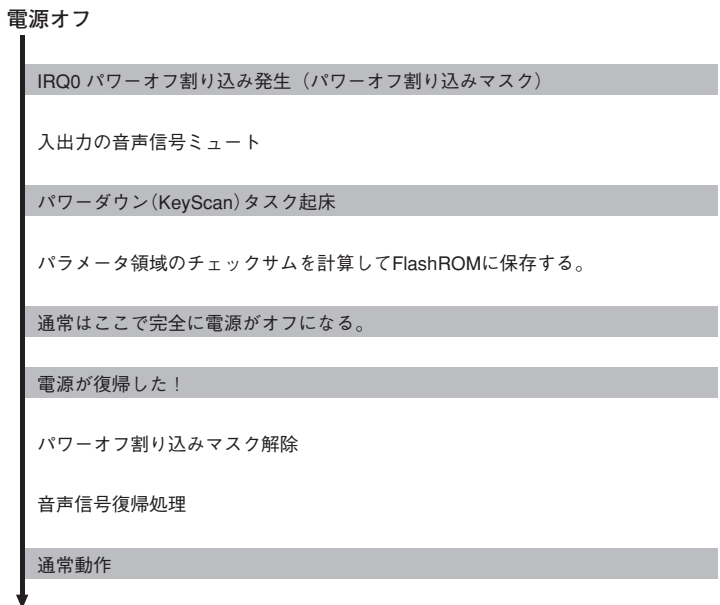 電源オフ
IRQ0 パワーオフ割り込み発生（パワーオフ割り込みマスク）
入出力の音声信号ミュート
パワーダウン（KeyScan）タスク起床
パラメータ領域のチェックサムを計算してFlashROMに保存する。
通常はここで完全に電源がオフになる。
電源が復帰した！
パワーオフ割り込みマスク解除
音声信号復帰処理
通常動作